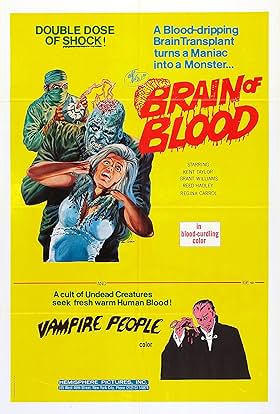 DOUBLE DOSE
OF SHOCK!
A Blood-dripping
Brain Transplant
turns a Maniac
into a Monster...
BRAIN OF
BLOOD
STARRING
KENT TAYLOR
GRANT WILLIAMS
REED HADLEY
REGINA CARROL
in
blood-curdling
color
AND
A cult of Undead Creatures
seek fresh warm Human Blood!
VAMPIRE PEOPLE
color
HEMISPHERE PICTURES, INC.